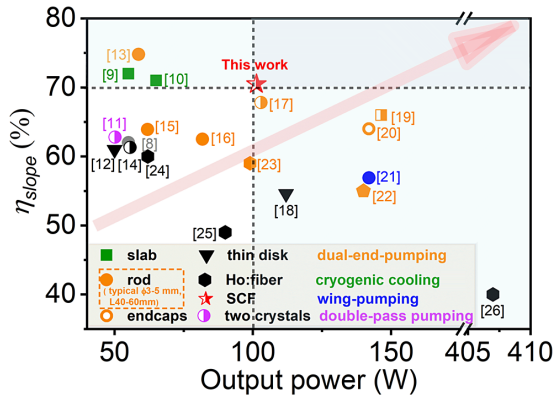 80
70
60
50
40
ηslope (%)
[13]
[9]
[10]
This work
[17]
[11]
[15]
[19]
[16]
[20]
[8]
[12]
[14]
[24]
[23]
[21]
[18]
[22]
[25]
[26]
slab
thin disk
dual-end-pumping
rod
Ho:fiber
cryogenic cooling
( typical ϕ3-5 mm,
L40-60mm)
SCF
wing-pumping
endcaps
two crystals
double-pass pumping
50
100
150
405
410
Output power (W)